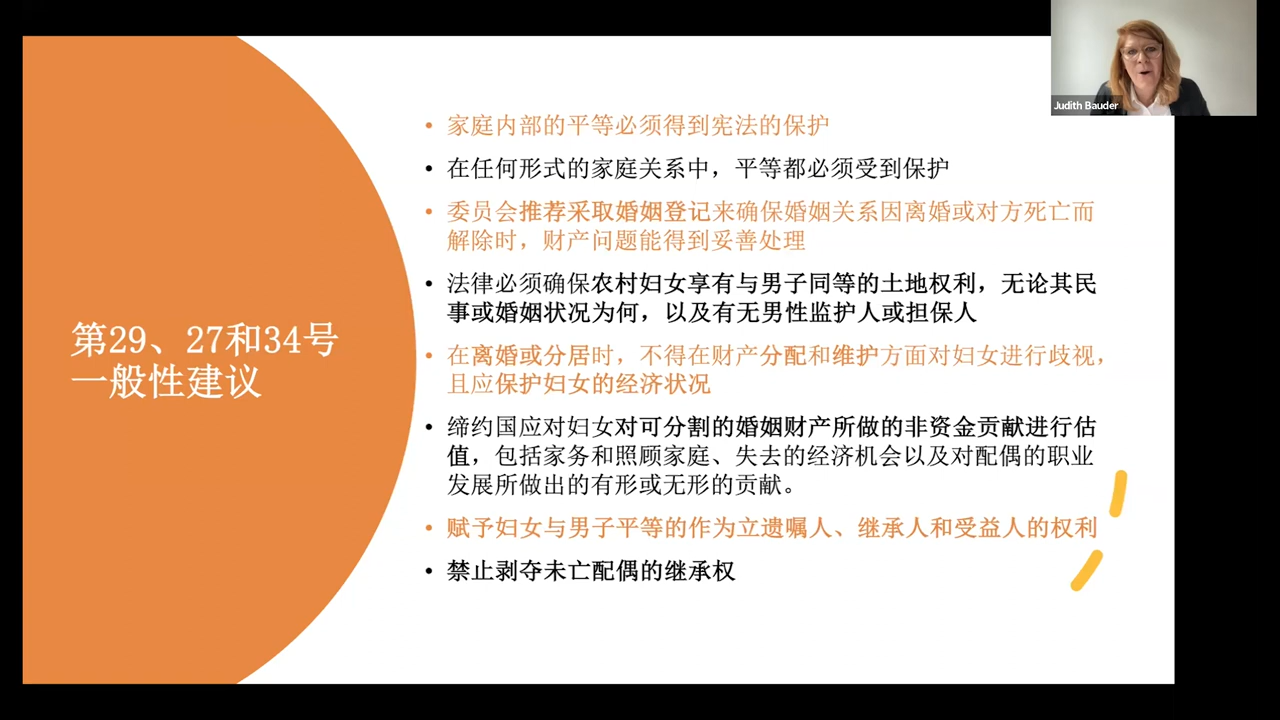 Judith Bauder
第29、27和34号
一般性建议
• 家庭内部的平等必须得到宪法的保护
• 在任何形式的家庭关系中，平等都必须受到保护
• 委员会推荐采取婚姻登记来确保婚姻关系因离婚或对方死亡而
解除时，财产问题能得到妥善处理
• 法律必须确保农村妇女享有与男子同等的土地权利，无论其民
事或婚姻状况为何，以及有无男性监护人或担保人
• 在离婚或分居时，不得在财产分配和维护方面对妇女进行歧视，
且应保护妇女的经济状况
• 缔约国应对妇女对可分割的婚姻财产所做的非资金贡献进行估
值，包括家务和照顾家庭、失去的经济机会以及对配偶的职业
发展所做出的有形或无形的贡献。
• 赋予妇女与男子平等的作为立遗嘱人、继承人和受益人的权利
• 禁止剥夺未亡配偶的继承权